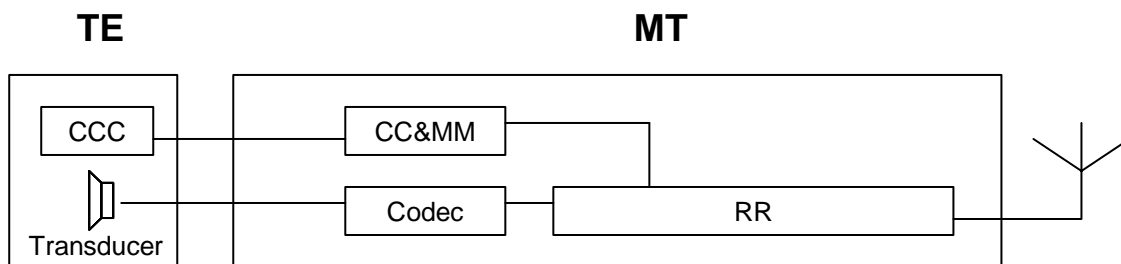 TE
MT
CCC
CC&MM
Codec
RR
Transducer